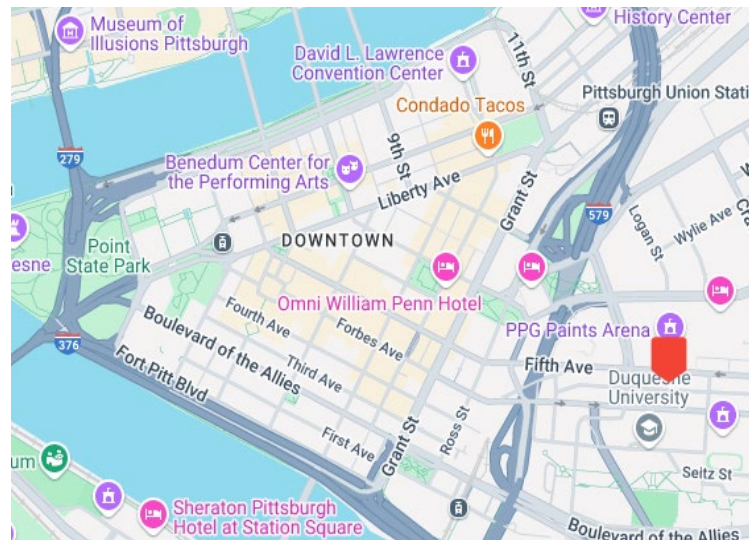 Museum of
Illusions Pittsburgh
History Center
David L. Lawrence
Convention Center
11th St
Pittsburgh Union Stati
Condado Tacos
279
9th St
Benedum Center for
the Performing Arts
Liberty Ave
Grant St
579
Logan St
Wylie Ave
Point
State Park
esne
DOWNTOWN
Omni William Penn Hotel
PPG Paints Arena
Fourth Ave
Forbes Ave
Boulevard of the Allies
376
Fort Pitt Blvd
Third Ave
Fifth Ave
Duquesne
University
First Ave
Grant St
Ross St
um
Seitz St
Sheraton Pittsburgh
Hotel at Station Square
Boulevard of the Allies